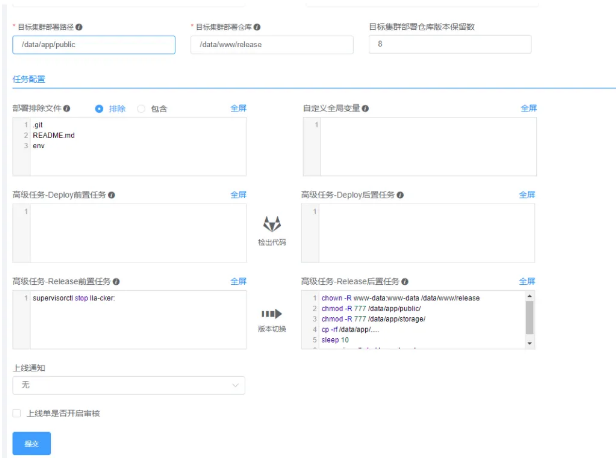 * 目标集群部署路径
* 目标集群部署仓库
目标集群部署仓库版本保留数
/data/app/public
/data/www/release
8
任务配置
部署排除文件 排除 包含 全屏
自定义全局变量 全屏
1 .git
2 README.md
3 env
1
高级任务-Deploy前置任务 全屏
高级任务-Deploy后置任务 全屏
1
检出代码
1
高级任务-Release前置任务 全屏
高级任务-Release后置任务 全屏
1 supervisorctl stop lla-cker:
版本切换
1 chown -R www-data:www-data /data/www/release
2 chmod -R 777 /data/app/public/
3 chmod -R 777 /data/app/storage/
4 cp -rf /data/app/.....
5 sleep 10
上线通知
无
上线单是否开启审核
提交